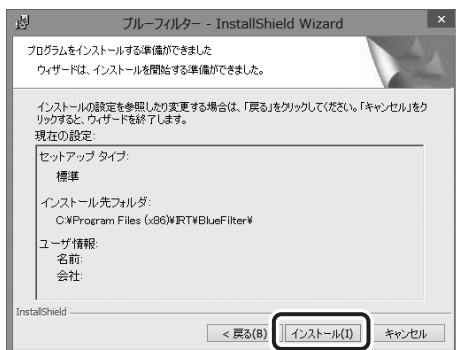 ブルーフィルター - InstallShield Wizard
×
プログラムをインストールする準備ができました
ウィザードは、インストールを開始する準備ができました。
インストールの設定を参照したり変更する場合は、「戻る」をクリックしてください。「キャンセル」をク
リックすると、ウィザードを終了します。
現在の設定:
セットアップ タイプ:
標準
インストール先フォルダ:
C:¥Program Files (x86)¥IRT¥BlueFilter¥
ユーザ情報:
名前:
会社:
InstallShield
< 戻る(B) インストール(I) キャンセル